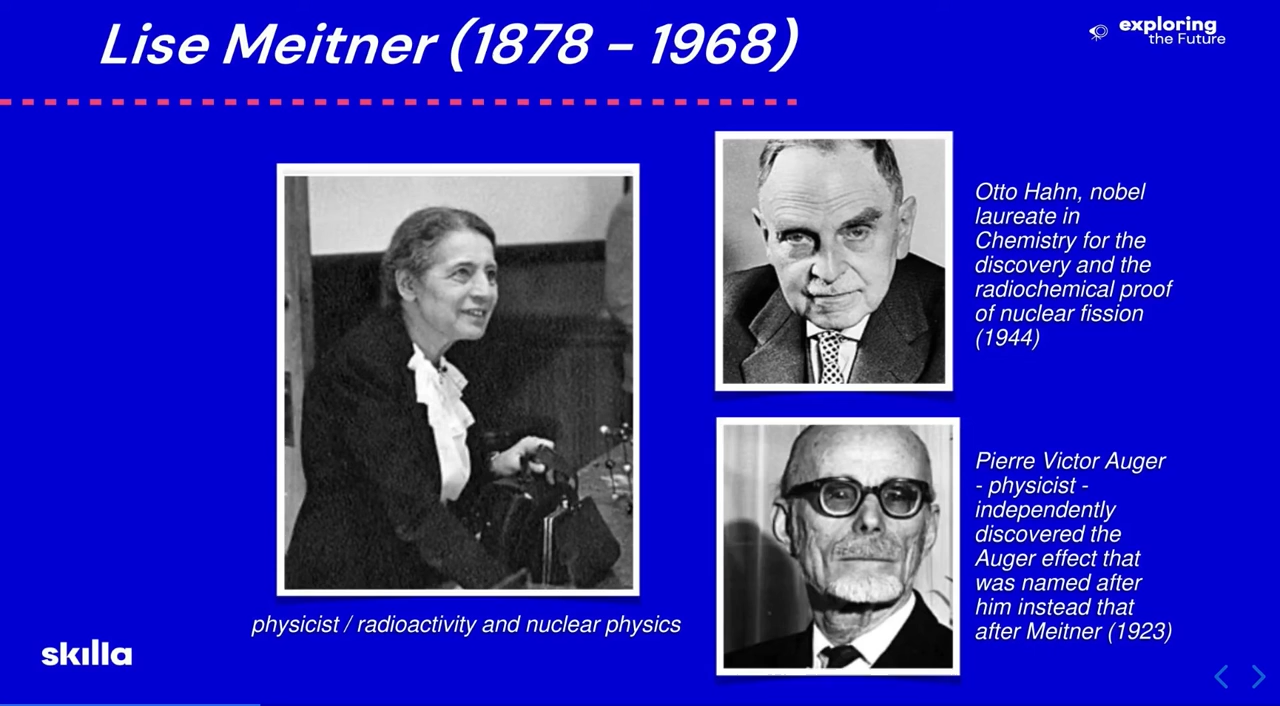 Lise Meitner (1878 – 1968)
exploring
the Future
Otto Hahn, nobel
laureate in
Chemistry for the
discovery and the
radiochemical proof
of nuclear fission
(1944)
Pierre Victor Auger
- physicist -
independently
discovered the
Auger effect that
was named after
him instead that
after Meitner (1923)
physicist / radioactivity and nuclear physics
skilla